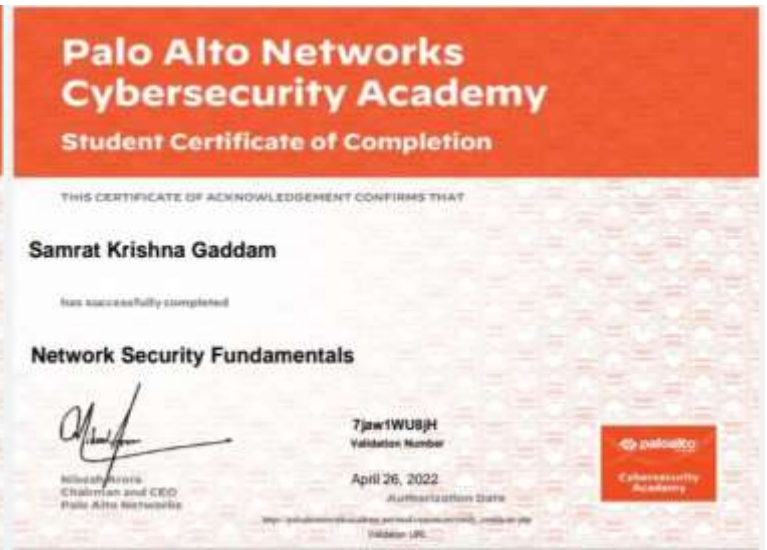 Palo Alto Networks
Cybersecurity Academy
Student Certificate of Completion
THIS CERTIFICATE OF ACKNOWLEDGEMENT CONFIRMS THAT
Samrat Krishna Gaddam
has successfully completed
Network Security Fundamentals
7jaw1WU8jH
Validation Number
Nikesh Arora
Chairman and CEO
Palo Alto Networks
April 26, 2022
Authorization Date
paloalto
Cybersecurity
Academy
Validation URL